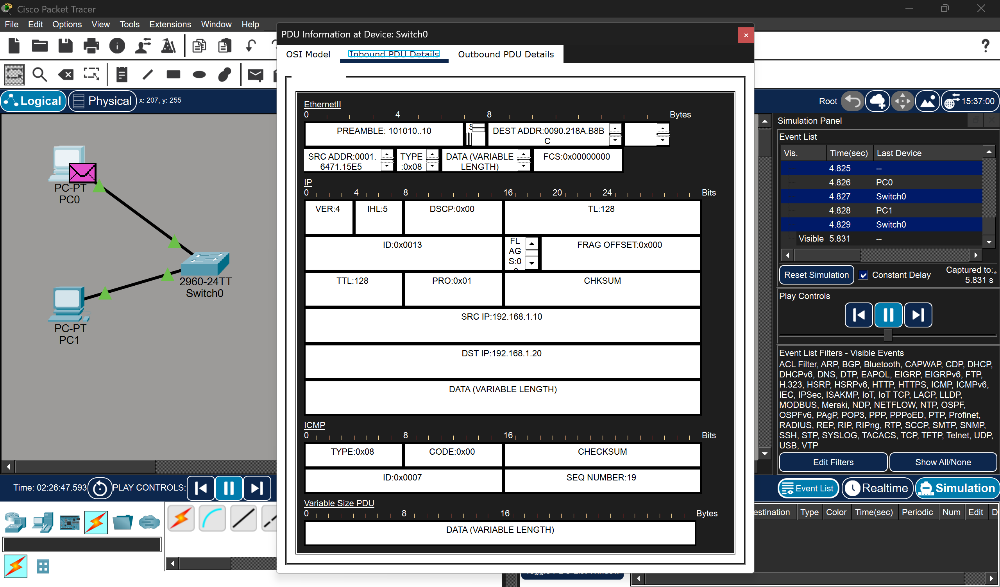 Cisco Packet Tracer
File Edit Options View Tools Extensions Window Help
PDU Information at Device: Switch0
OSI Model Inbound PDU Details Outbound PDU Details
Logical Physical x: 207, y: 255
Root 15:37:00
PC-PT
PC0
2960-24TT
Switch0
PC-PT
PC1
EthernetII
0 4 8 Bytes
PREAMBLE: 101010..10
DEST ADDR:0090.218A.B8B
C
SRC ADDR:0001.
6471.15E5
TYPE
:0x08
DATA (VARIABLE
LENGTH)
FCS:0x00000000
IP
0 4 8 16 20 24 Bits
VER:4 IHL:5 DSCP:0x00 TL:128
ID:0x0013
FL
AG
S:0
FRAG OFFSET:0x000
TTL:128 PRO:0x01 CHKSUM
SRC IP:192.168.1.10
DST IP:192.168.1.20
DATA (VARIABLE LENGTH)
ICMP
0 8 16 Bits
TYPE:0x08 CODE:0x00 CHECKSUM
ID:0x0007 SEQ NUMBER:19
Variable Size PDU
0 8 16 Bytes
DATA (VARIABLE LENGTH)
Simulation Panel
Event List
Vis. Time(sec) Last Device
4.825 --
4.826 PC0
4.827 Switch0
4.828 PC1
4.829 Switch0
Visible 5.831 --
Reset Simulation Constant Delay
Captured to:*
5.831 s
Play Controls
Event List Filters - Visible Events
ACL Filter, ARP, BGP, Bluetooth, CAPWAP, CDP, DHCP,
DHCPv6, DNS, DTP, EAPOL, EIGRP, EIGRPv6, FTP,
H.323, HSRP, HSRPv6, HTTP, HTTPS, ICMP, ICMPv6,
IEC, IPSec, ISAKMP, IoT, IoT TCP, LACP, LLDP,
MODBUS, Meraki, NDP, NETFLOW, NTP, OSPF,
OSPFv6, PAgP, POP3, PPP, PPPoED, PTP, Profinet,
RADIUS, REP, RIP, RIPng, RTP, SCCP, SMTP, SNMP,
SSH, STP, SYSLOG, TACACS, TCP, TFTP, Telnet, UDP,
USB, VTP
Edit Filters Show All/None
Time: 02:26:47.593 PLAY CONTROLS:
Event List Realtime Simulation
estination Type Color Time(sec) Periodic Num Edit D